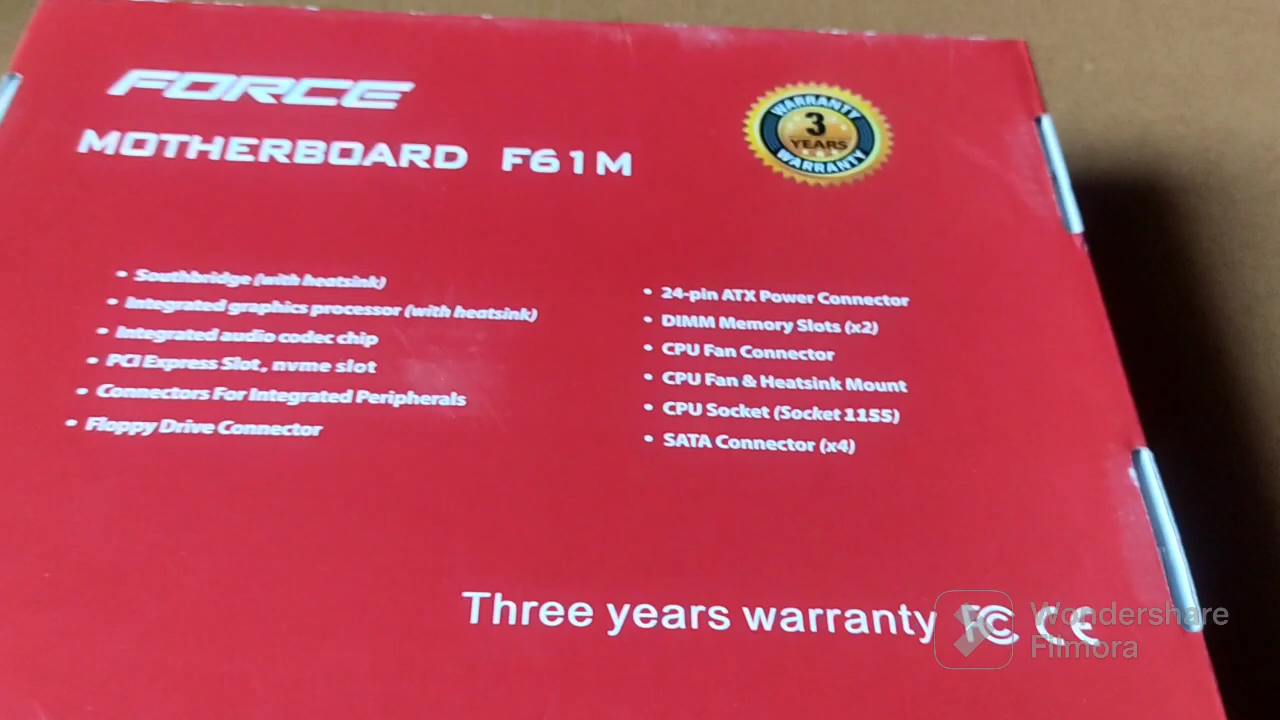 FORCE
MOTHERBOARD F61M
WARRANTY
3
YEARS
WARRANTY
• Southbridge (with heatsink)
• Integrated graphics processor (with heatsink)
• Integrated audio codec chip
• PCI Express Slot, nvme slot
• Connectors For Integrated Peripherals
• Floppy Drive Connector
• 24-pin ATX Power Connector
• DIMM Memory Slots (x2)
• CPU Fan Connector
• CPU Fan & Heatsink Mount
• CPU Socket (Socket 1155)
• SATA Connector (x4)
Three years warranty FC CE
Wondershare
Filmora